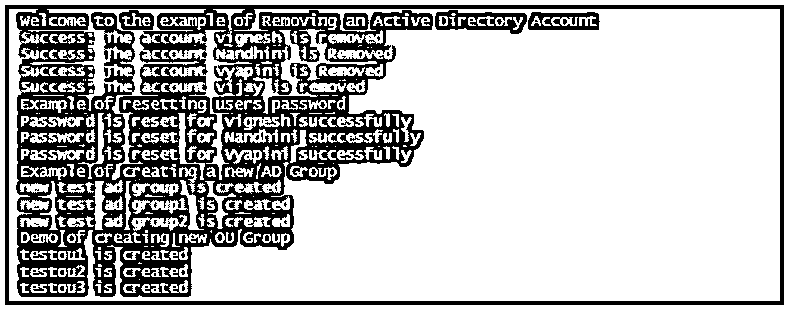 Welcome to the example of Removing an Active Directory Account
Success: The account vignesh is removed
Success: The account Nandhini is Removed
Success: The account vyapini is Removed
Success: The account vijay is removed
Example of resetting users password
Password is reset for vignesh successfully
Password is reset for Nandhini successfully
Password is reset for Vyapini successfully
Example of creating a new AD Group
new test ad group is created
new test ad group1 is created
new test ad group2 is created
Demo of creating new OU Group
testou1 is created
testou2 is created
testou3 is created